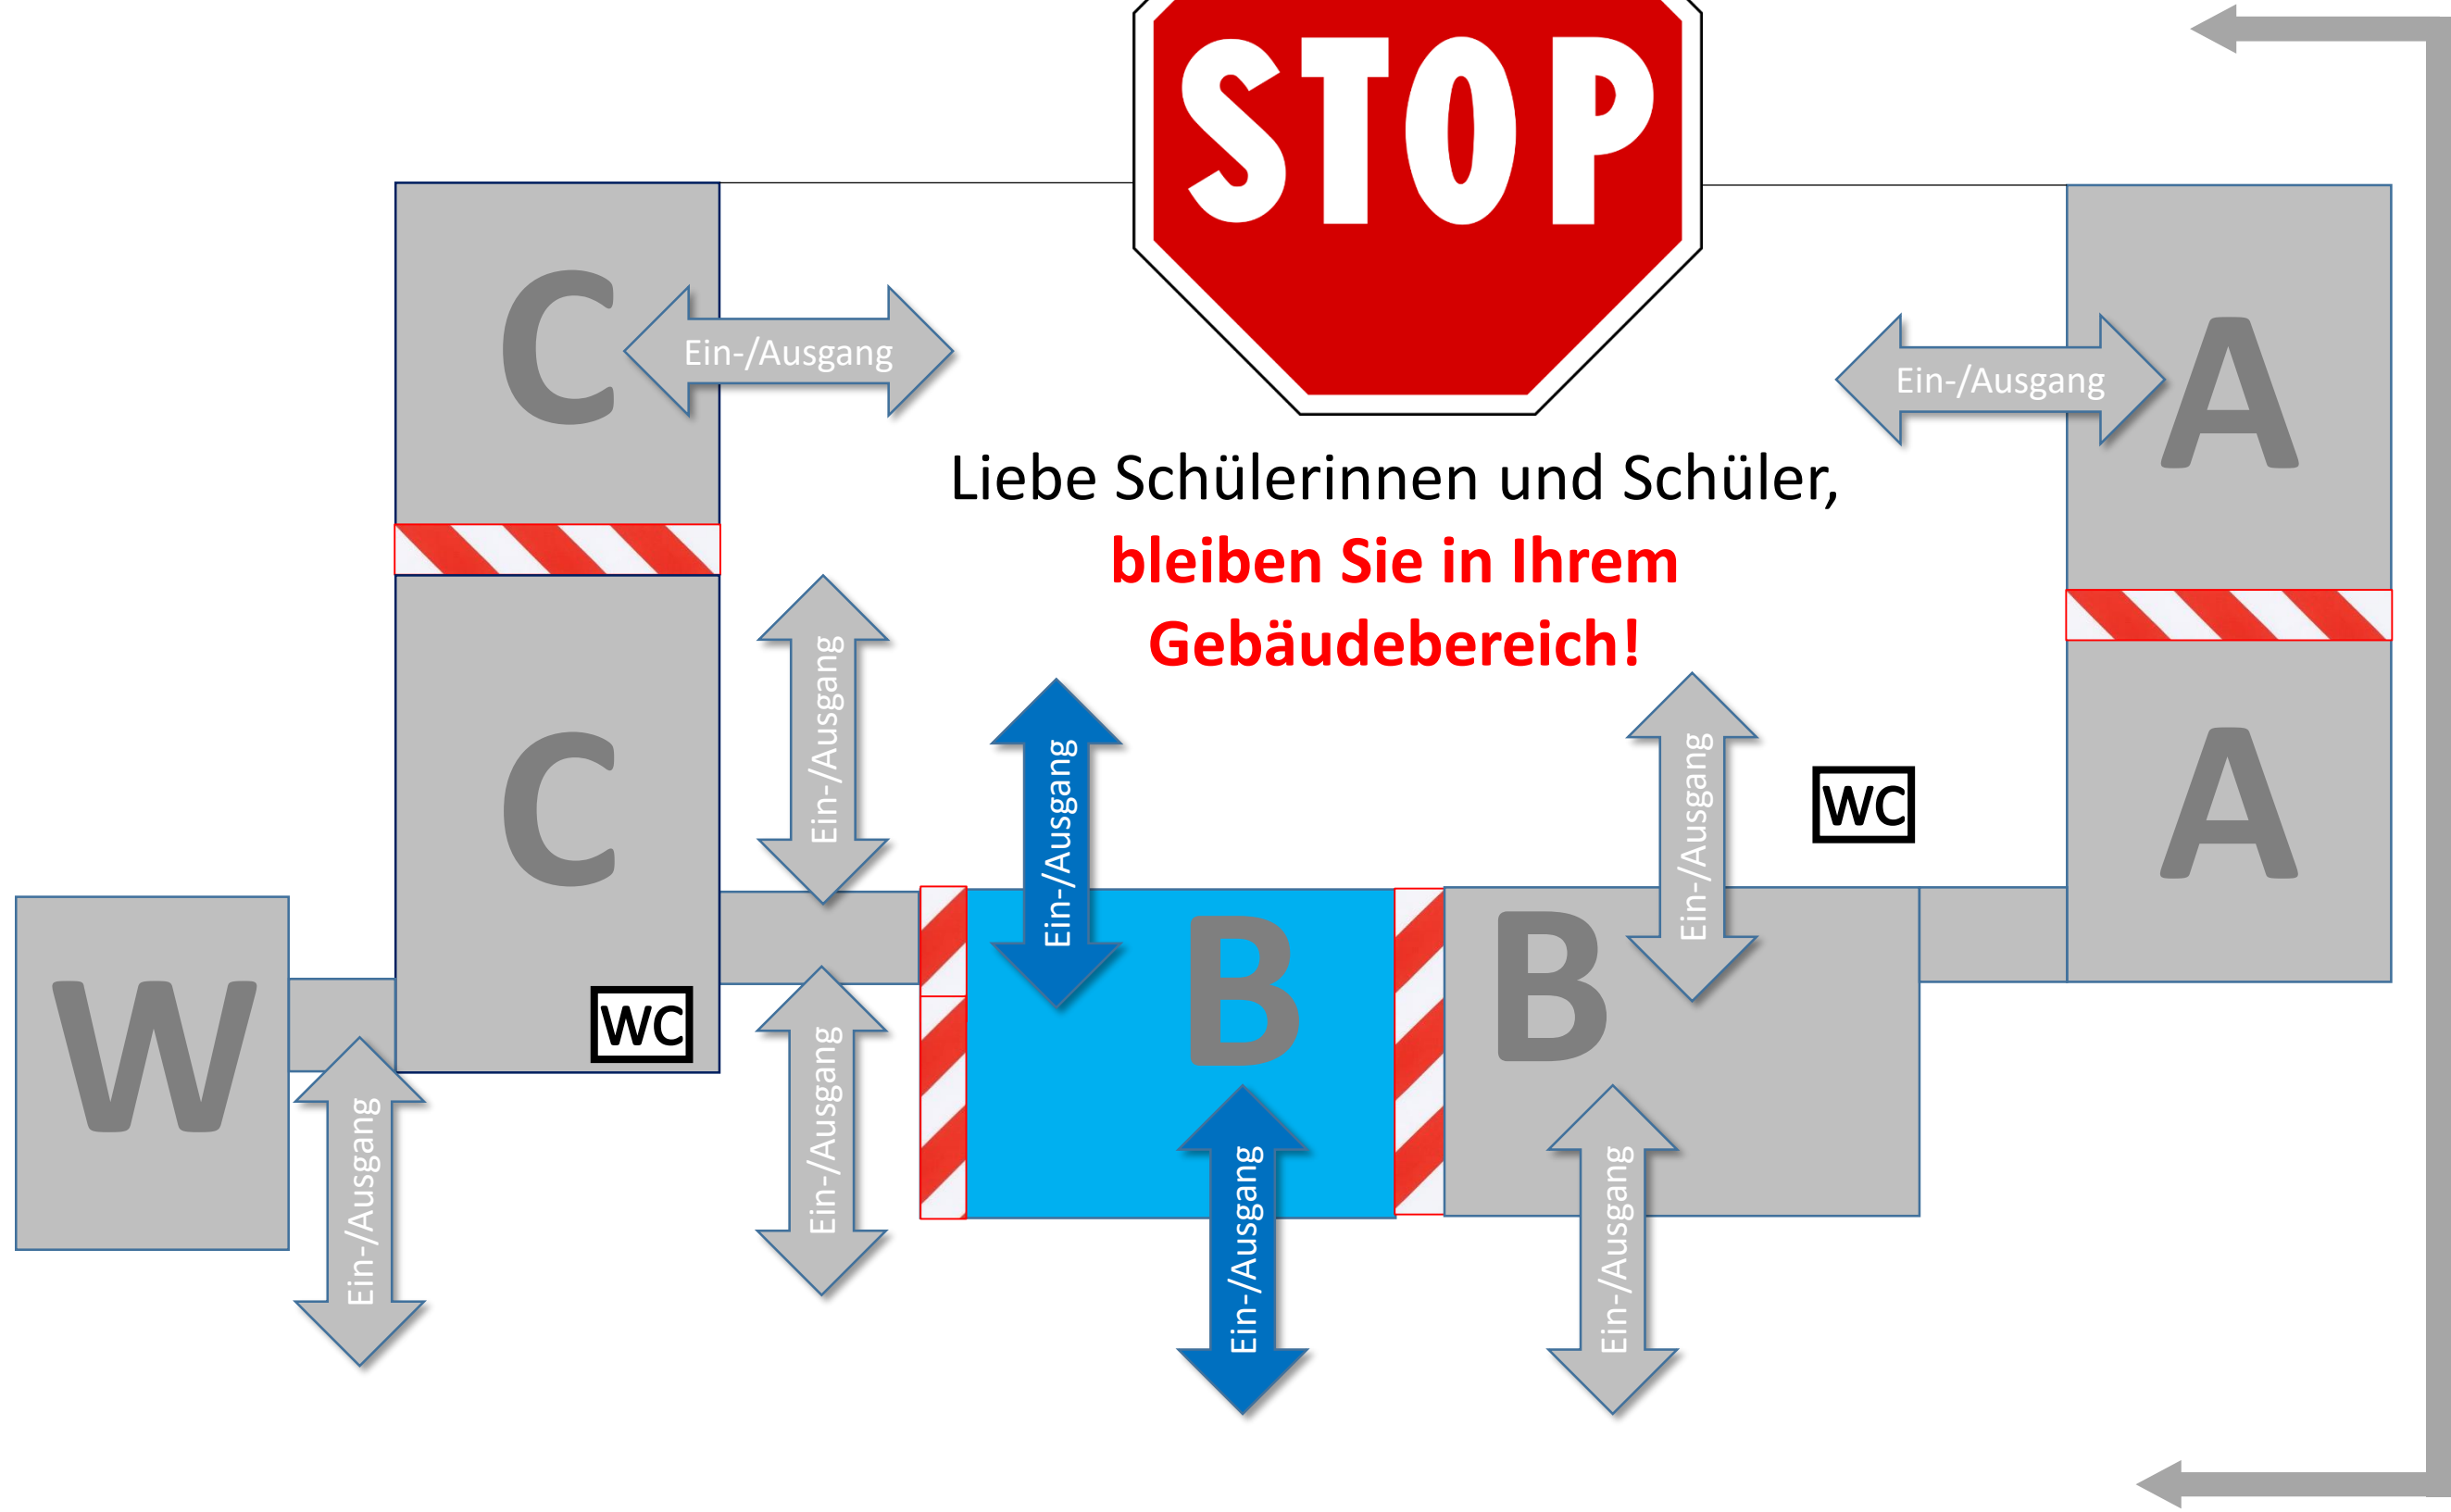 STOP
C
Ein-/Ausgang
Ein-/Ausgang
A
Liebe Schülerinnen und Schüler,
bleiben Sie in Ihrem
Gebäudebereich!
C
Ein-/Ausgang
Ein-/Ausgang
Ein-/Ausgang
WC
A
W
WC
B
B
Ein-/Ausgang
Ein-/Ausgang
Ein-/Ausgang
Ein-/Ausgang